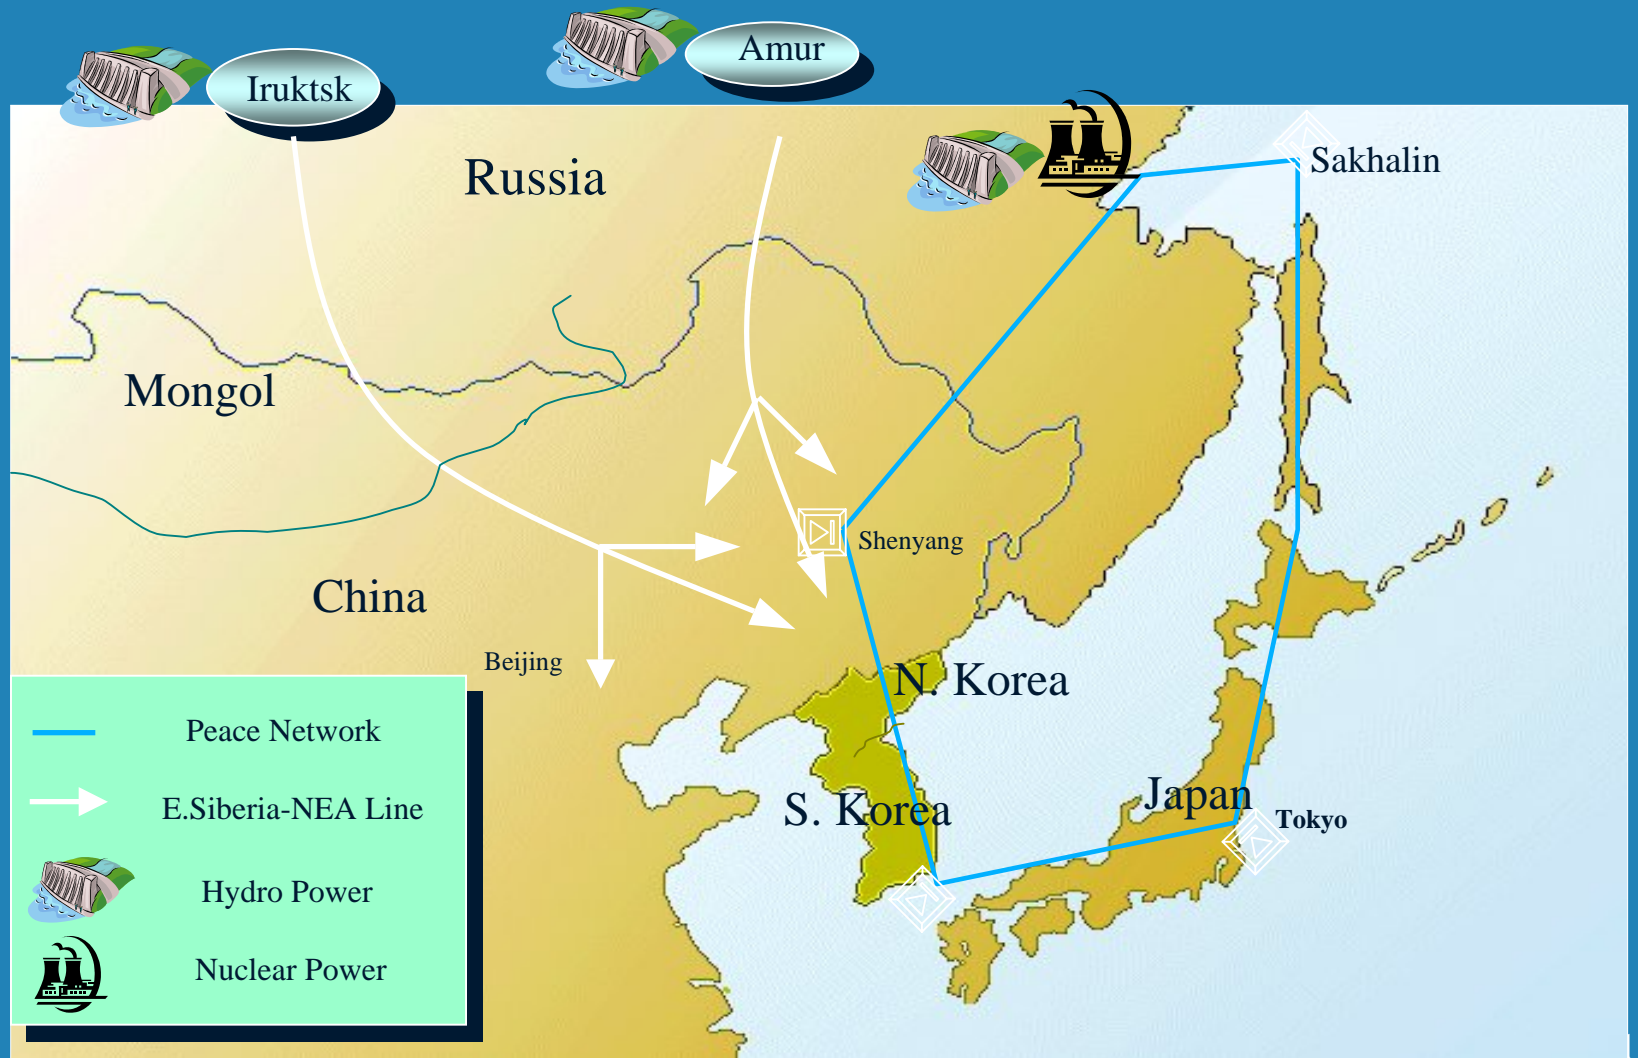 Amur
Iruktsk
Sakhalin
Russia
Mongol
Shenyang
China
Beijing
N. Korea
Peace Network
Japan
S. Korea
Tokyo
E.Siberia-NEA Line
Hydro Power
Nuclear Power